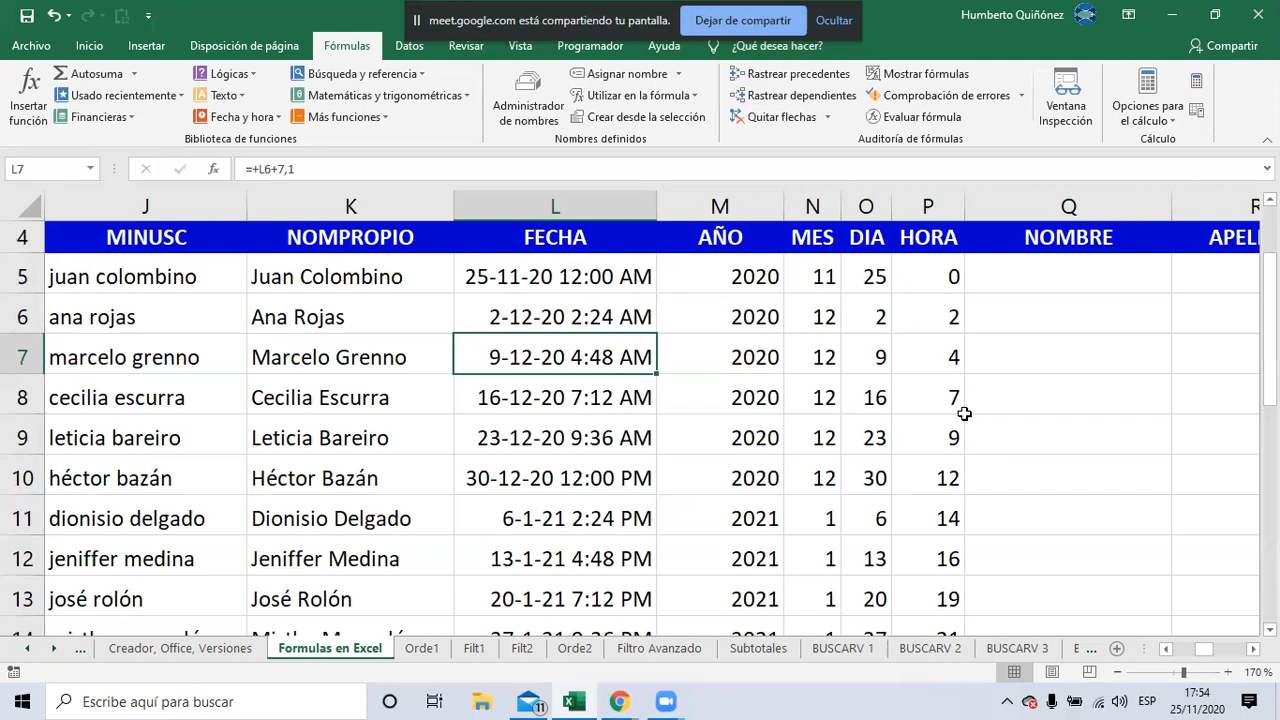 meet.google.com está compartiendo tu pantalla. Dejar de compartir Ocultar
Humberto Quiñónez
Archivo Inicio Insertar Disposición de página Fórmulas Datos Revisar Vista Programador Ayuda ¿Qué desea hacer? Compartir
Insertar función
Autosuma
Usado recientemente
Financieras
Lógicas
Texto
Fecha y hora
Búsqueda y referencia
Matemáticas y trigonométricas
Más funciones
Biblioteca de funciones
Administrador de nombres
Asignar nombre
Utilizar en la fórmula
Crear desde la selección
Nombres definidos
Rastrear precedentes
Rastrear dependientes
Quitar flechas
Mostrar fórmulas
Comprobación de errores
Evaluar fórmula
Auditoría de fórmulas
Ventana Inspección
Opciones para el cálculo
Cálculo
L7 fx =+L6+7,1
J K L M N O P Q R
4 MINUSC NOMPROPIO FECHA AÑO MES DIA HORA NOMBRE APEL
5 juan colombino Juan Colombino 25-11-20 12:00 AM 2020 11 25 0
6 ana rojas Ana Rojas 2-12-20 2:24 AM 2020 12 2 2
7 marcelo grenno Marcelo Grenno 9-12-20 4:48 AM 2020 12 9 4
8 cecilia escurra Cecilia Escurra 16-12-20 7:12 AM 2020 12 16 7
9 leticia bareiro Leticia Bareiro 23-12-20 9:36 AM 2020 12 23 9
10 héctor bazán Héctor Bazán 30-12-20 12:00 PM 2020 12 30 12
11 dionisio delgado Dionisio Delgado 6-1-21 2:24 PM 2021 1 6 14
12 jeniffer medina Jeniffer Medina 13-1-21 4:48 PM 2021 1 13 16
13 josé rolón José Rolón 20-1-21 7:12 PM 2021 1 20 19
... Creador, Office, Versiones Formulas en Excel Orde1 Filt1 Filt2 Orde2 Filtro Avanzado Subtotales BUSCARV 1 BUSCARV 2 BUSCARV 3 B ...
170 %
Escribe aquí para buscar
11
ESP
17:54
25/11/2020